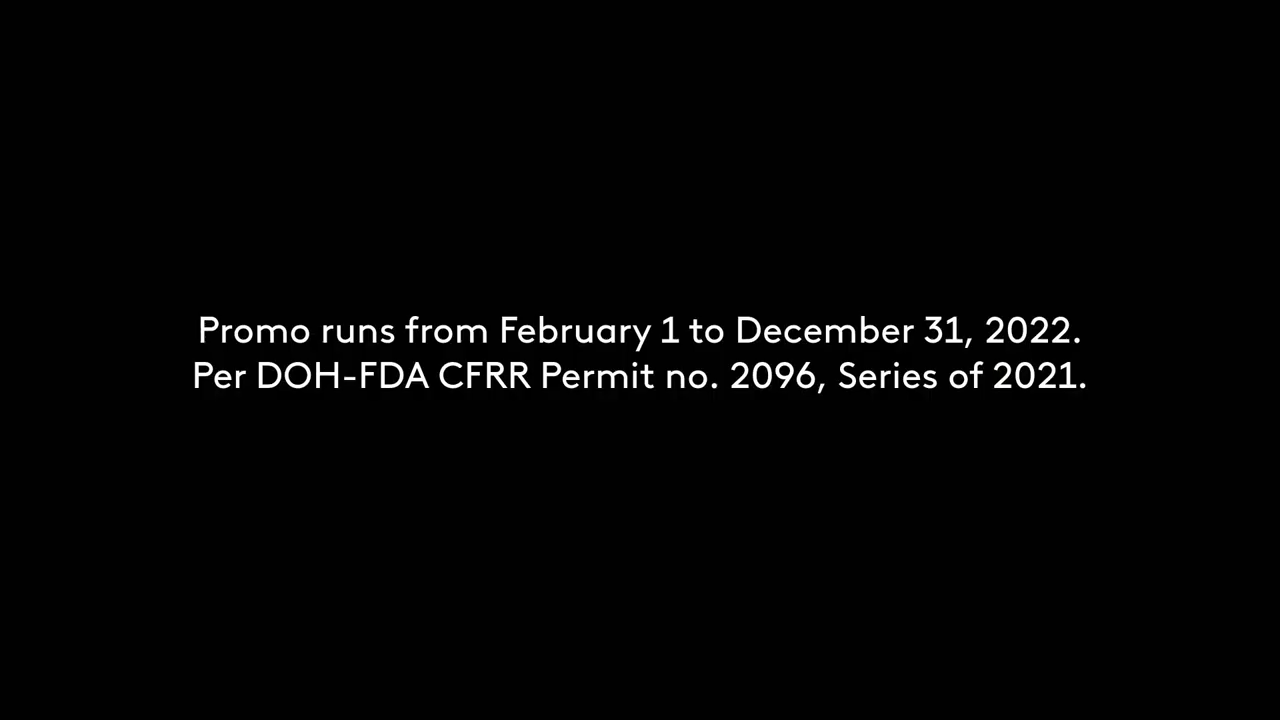 Promo runs from February 1 to December 31, 2022.
Per DOH-FDA CFRR Permit no. 2096, Series of 2021.